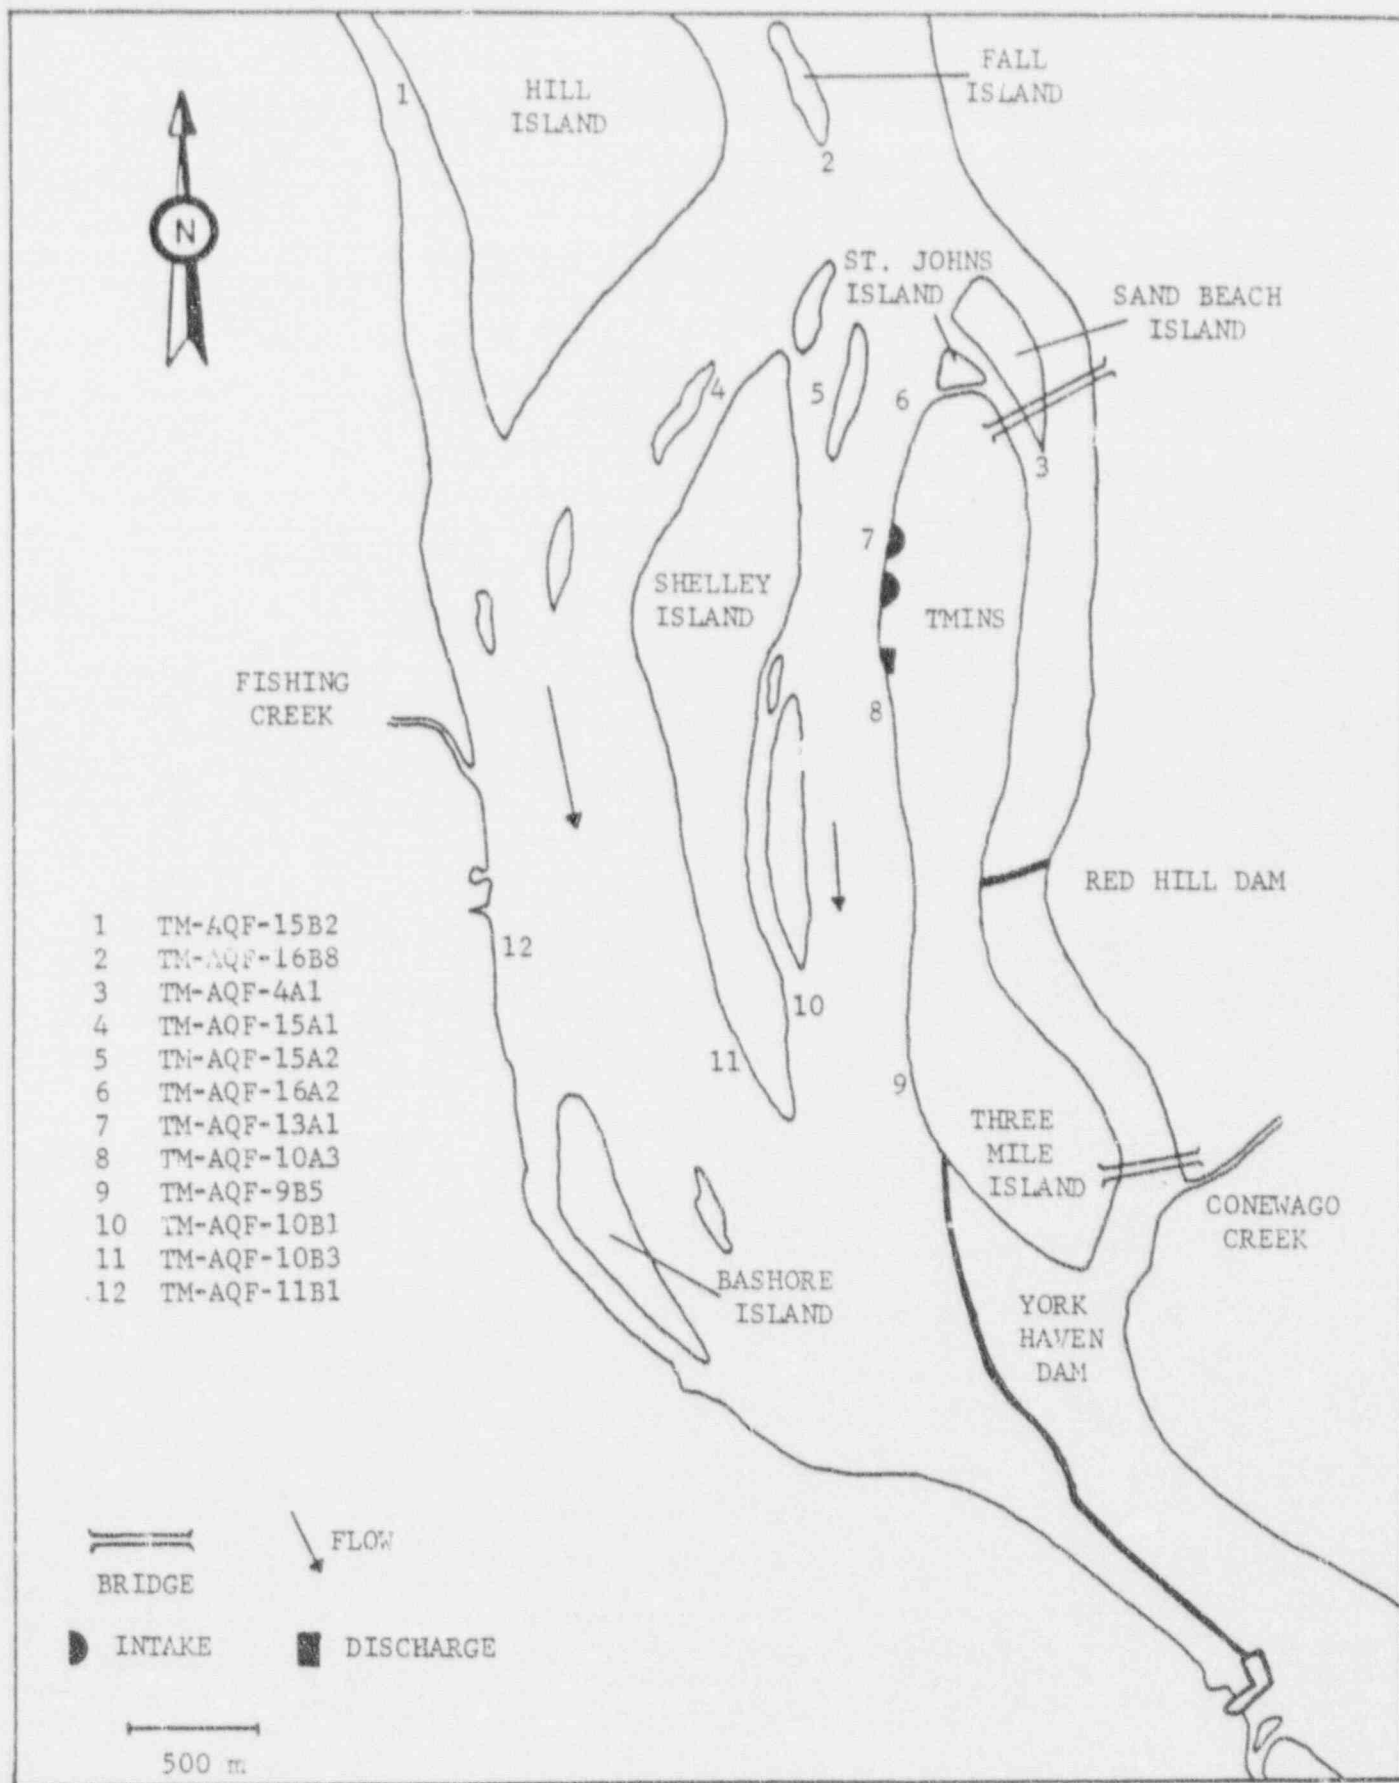 FALL
ISLAND
HILL
ISLAND
1
2
N
ST. JOHNS
ISLAND
SAND BEACH
ISLAND
4
5
6
3
7
SHELLEY
ISLAND
TMINS
FISHING
CREEK
8
RED HILL DAM
12
10
11
9
1 TM-AQF-15B2
2 TM-AQF-16B8
3 TM-AQF-4A1
4 TM-AQF-15A1
5 TM-AQF-15A2
6 TM-AQF-16A2
7 TM-AQF-13A1
8 TM-AQF-10A3
9 TM-AQF-9B5
10 TM-AQF-10B1
11 TM-AQF-10B3
12 TM-AQF-11B1
THREE
MILE
ISLAND
CONEWAGO
CREEK
BASHORE
ISLAND
YORK
HAVEN
DAM
BRIDGE
FLOW
INTAKE
DISCHARGE
500 m